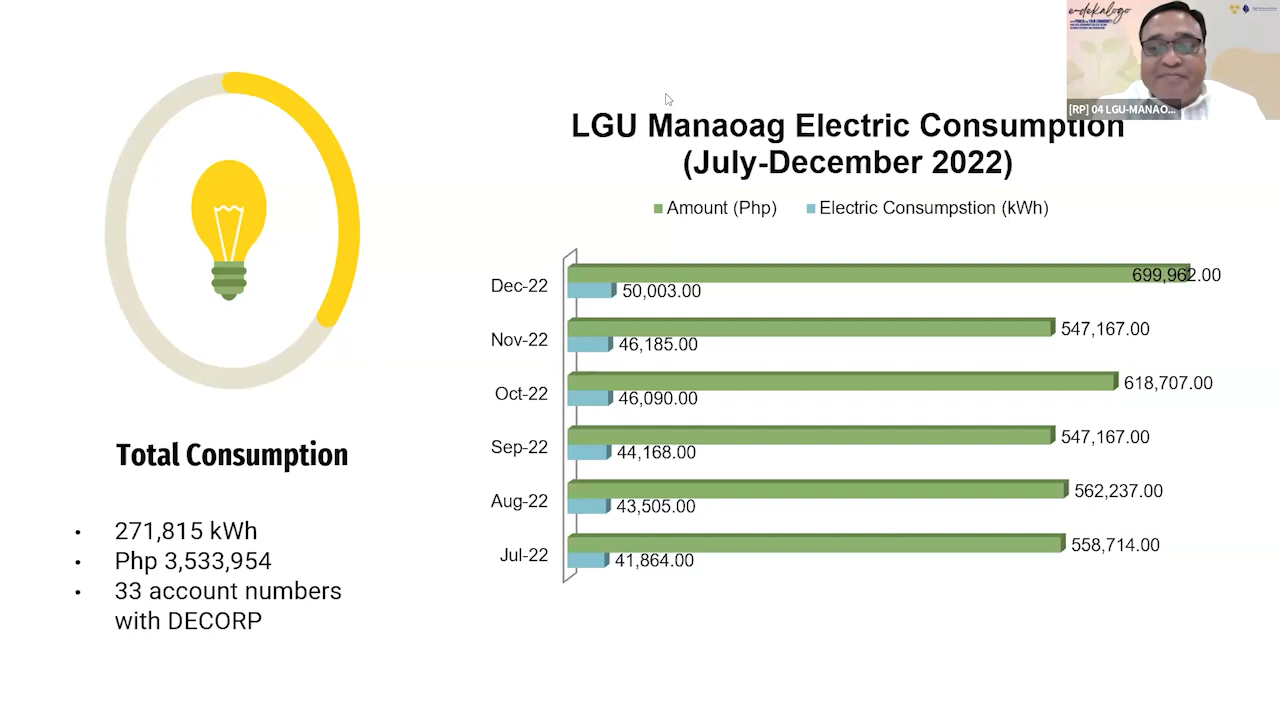 e-dekalogo
[RP] 04 LGU-MANAO...
LGU Manaoag Electric Consumption
(July-December 2022)
Amount (Php)
Electric Consumpstion (kWh)
Dec-22
699,962.00
50,003.00
Nov-22
547,167.00
46,185.00
Oct-22
618,707.00
46,090.00
Sep-22
547,167.00
44,168.00
Aug-22
562,237.00
43,505.00
Jul-22
558,714.00
41,864.00
Total Consumption
• 271,815 kWh
• Php 3,533,954
• 33 account numbers
with DECORP